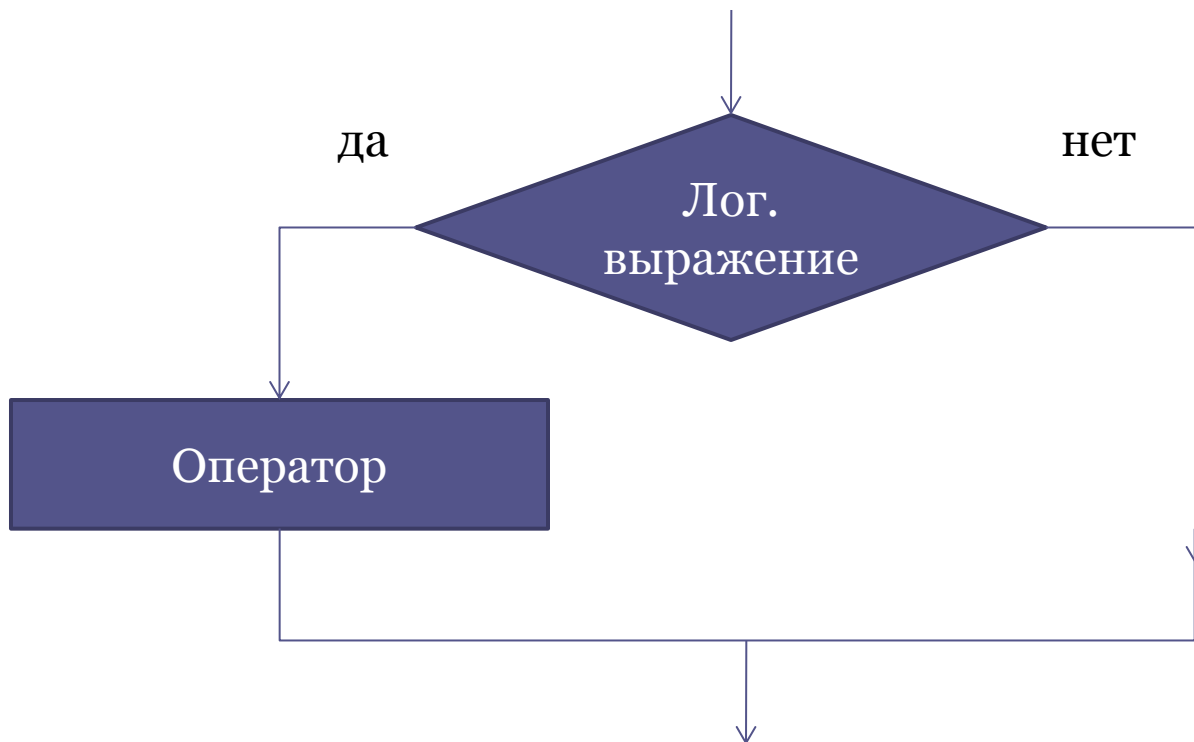 да
нет
Лог.
выражение
Оператор